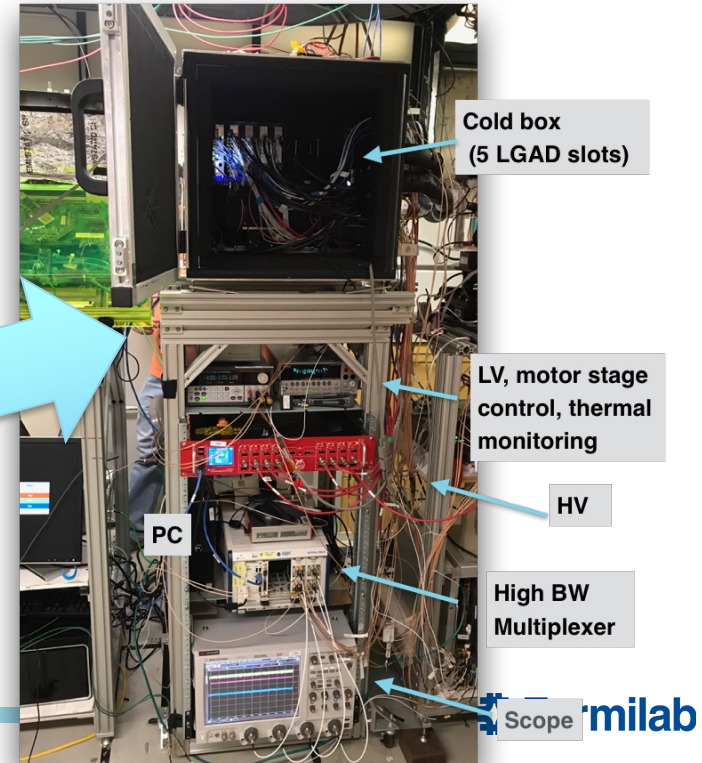 Cold box
(5 LGAD slots)
LV, motor stage
control, thermal
monitoring
HV
PC
High BW
Multiplexer
Scope
rmilab